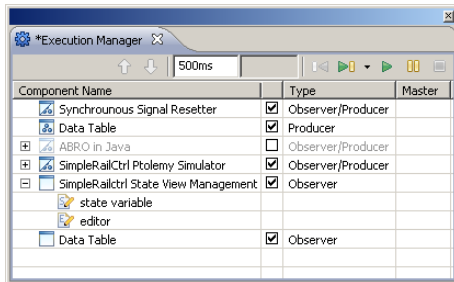 *Execution Manager
500ms
Component Name Type Master
Synchrounous Signal Resetter Observer/Producer
Data Table Producer
ABRO in Java Observer/Producer
SimpleRailCtrl Ptolemy Simulator Observer/Producer
SimpleRailctrl State View Management Observer
state variable
editor
Data Table Observer